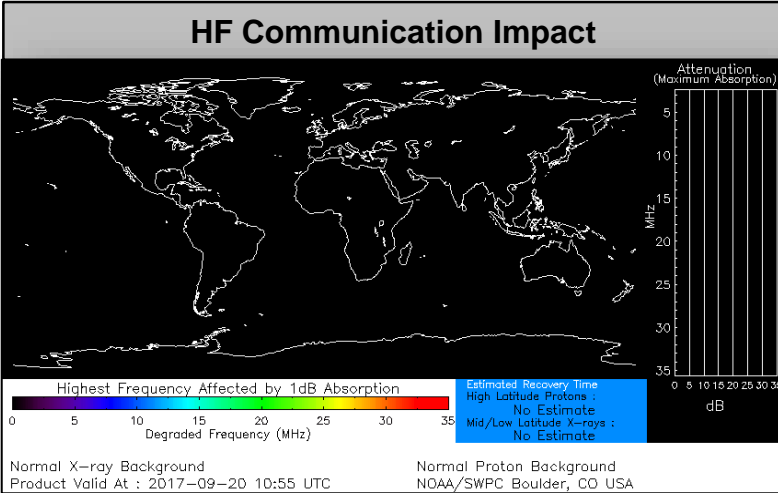 HF Communication Impact
Attenuation
(Maximum Absorption)
5
10
15
20
25
30
35
MHz
0 5 10 15 20 25 30 35
dB
Highest Frequency Affected by 1dB Absorption
0 5 10 15 20 25 30 35
Degraded Frequency (MHz)
Estimated Recovery Time
High Latitude Protons :
No Estimate
Mid/Low Latitude X-rays :
No Estimate
Normal X-ray Background
Normal Proton Background
Product Valid At : 2017-09-20 10:55 UTC
NOAA/SWPC Boulder, CO USA